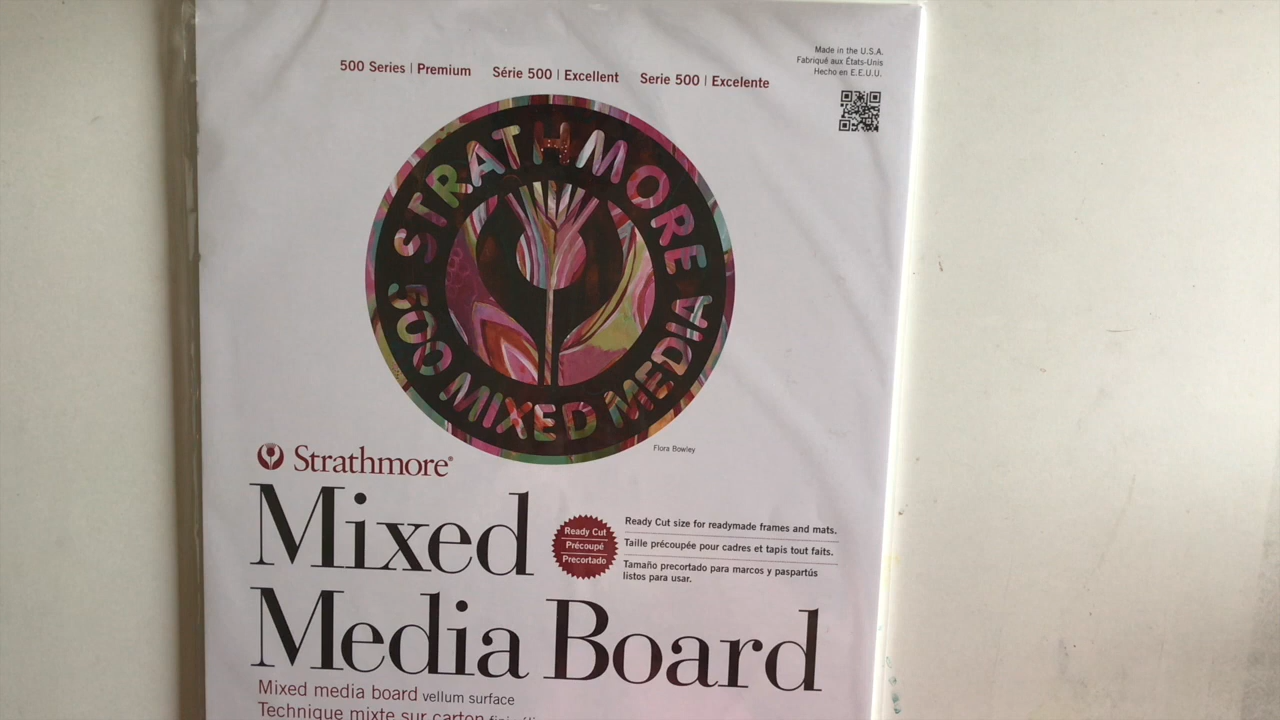 500 Series | Premium Série 500 | Excellent Serie 500 | Excelente
Made in the U.S.A.
Fabriqué aux États-Unis
Hecho en E.E.U.U.
STRATHMORE
500 MIXED MEDIA
Flora Bowley
Strathmore®
Mixed
Media Board
Ready Cut
Précoupé
Precortado
Ready Cut size for readymade frames and mats.
Taille précoupée pour cadres et tapis tout faits.
Tamaño precortado para marcos y paspartús
listos para usar.
Mixed media board vellum surface
Technique mixte sur carton